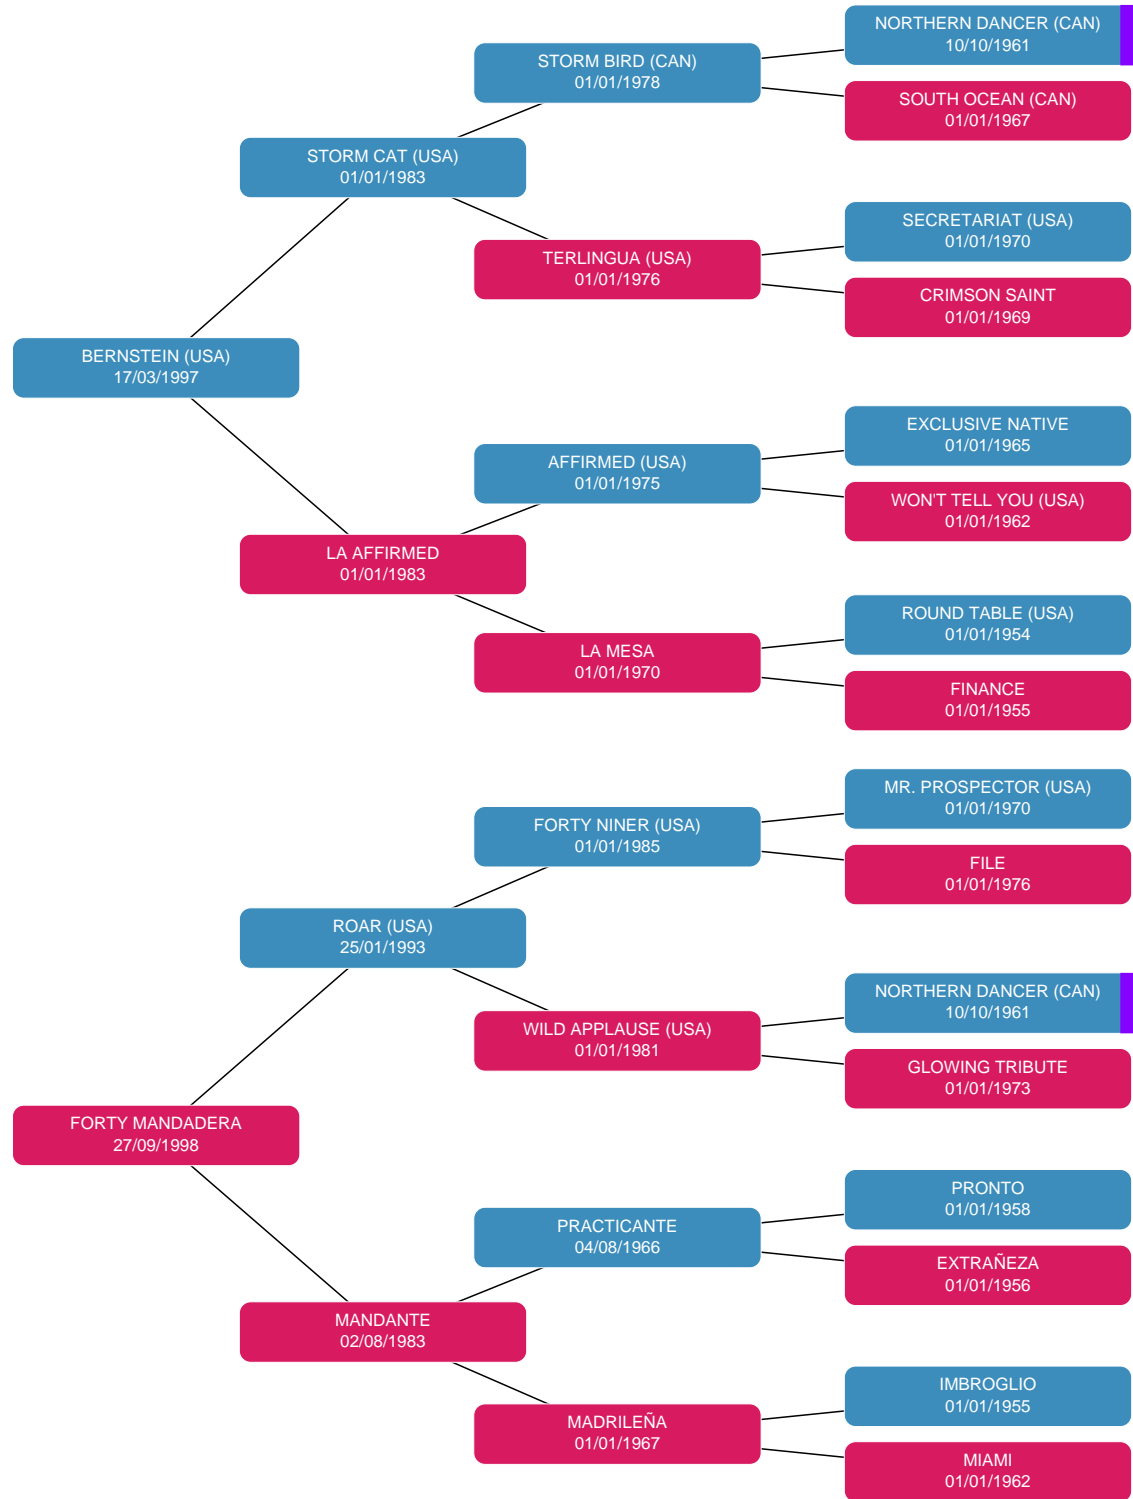 NORTHERN DANCER (CAN)
10/10/1961
STORM BIRD (CAN)
01/01/1978
SOUTH OCEAN (CAN)
01/01/1967
STORM CAT (USA)
01/01/1983
SECRETARIAT (USA)
01/01/1970
TERLINGUA (USA)
01/01/1976
CRIMSON SAINT
01/01/1969
BERNSTEIN (USA)
17/03/1997
EXCLUSIVE NATIVE
01/01/1965
AFFIRMED (USA)
01/01/1975
WON'T TELL YOU (USA)
01/01/1962
LA AFFIRMED
01/01/1983
ROUND TABLE (USA)
01/01/1954
LA MESA
01/01/1970
FINANCE
01/01/1955
MR. PROSPECTOR (USA)
01/01/1970
FORTY NINER (USA)
01/01/1985
FILE
01/01/1976
ROAR (USA)
25/01/1993
NORTHERN DANCER (CAN)
10/10/1961
WILD APPLAUSE (USA)
01/01/1981
GLOWING TRIBUTE
01/01/1973
FORTY MANDADERA
27/09/1998
PRONTO
01/01/1958
PRACTICANTE
04/08/1966
EXTRAÑEZA
01/01/1956
MANDANTE
02/08/1983
IMBROGLIO
01/01/1955
MADRILEÑA
01/01/1967
MIAMI
01/01/1962